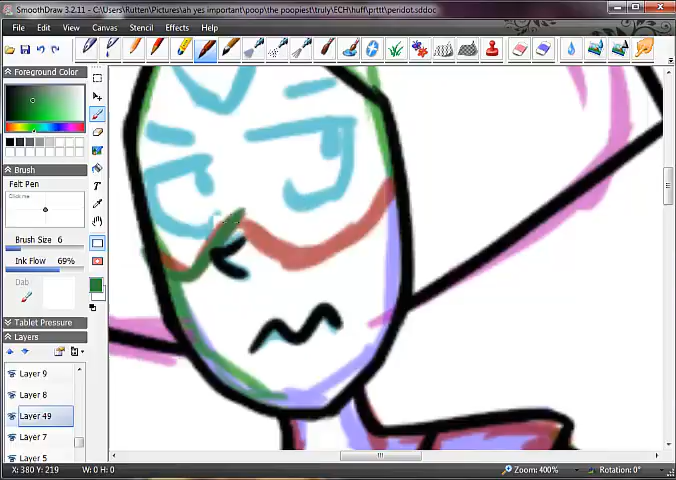 SmoothDraw 3.2.11 - C:\Users\Rutten\Pictures\ah yes important\poop\the poopiest\truly\ECH\huff\prttt\peridot.sddoc
File Edit View Canvas Stencil Effects Help
Foreground Color
Brush
Felt Pen
Click me
Brush Size 6
Ink Flow 69%
Dab
Tablet Pressure
Layers
Layer 9
Layer 8
Layer 49
Layer 7
Layer 5
X: 380 Y: 219 W: 0 H: 0 Zoom: 400% Rotation: 0°